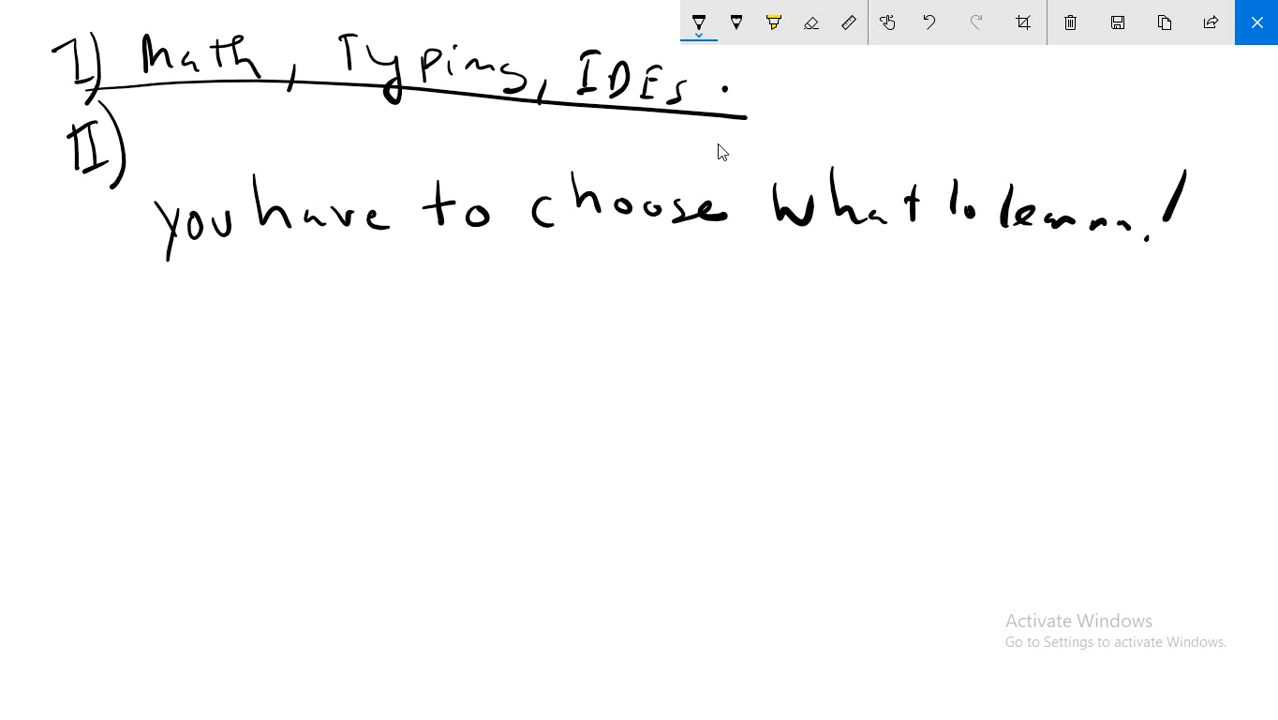 I) Math, Typing, IDEs.
II)
you have to choose what to learn!
Activate Windows
Go to Settings to activate Windows.